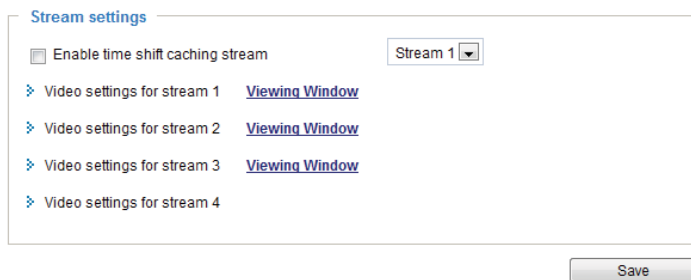 Stream settings
Enable time shift caching stream Stream 1
Video settings for stream 1 Viewing Window
Video settings for stream 2 Viewing Window
Video settings for stream 3 Viewing Window
Video settings for stream 4
Save